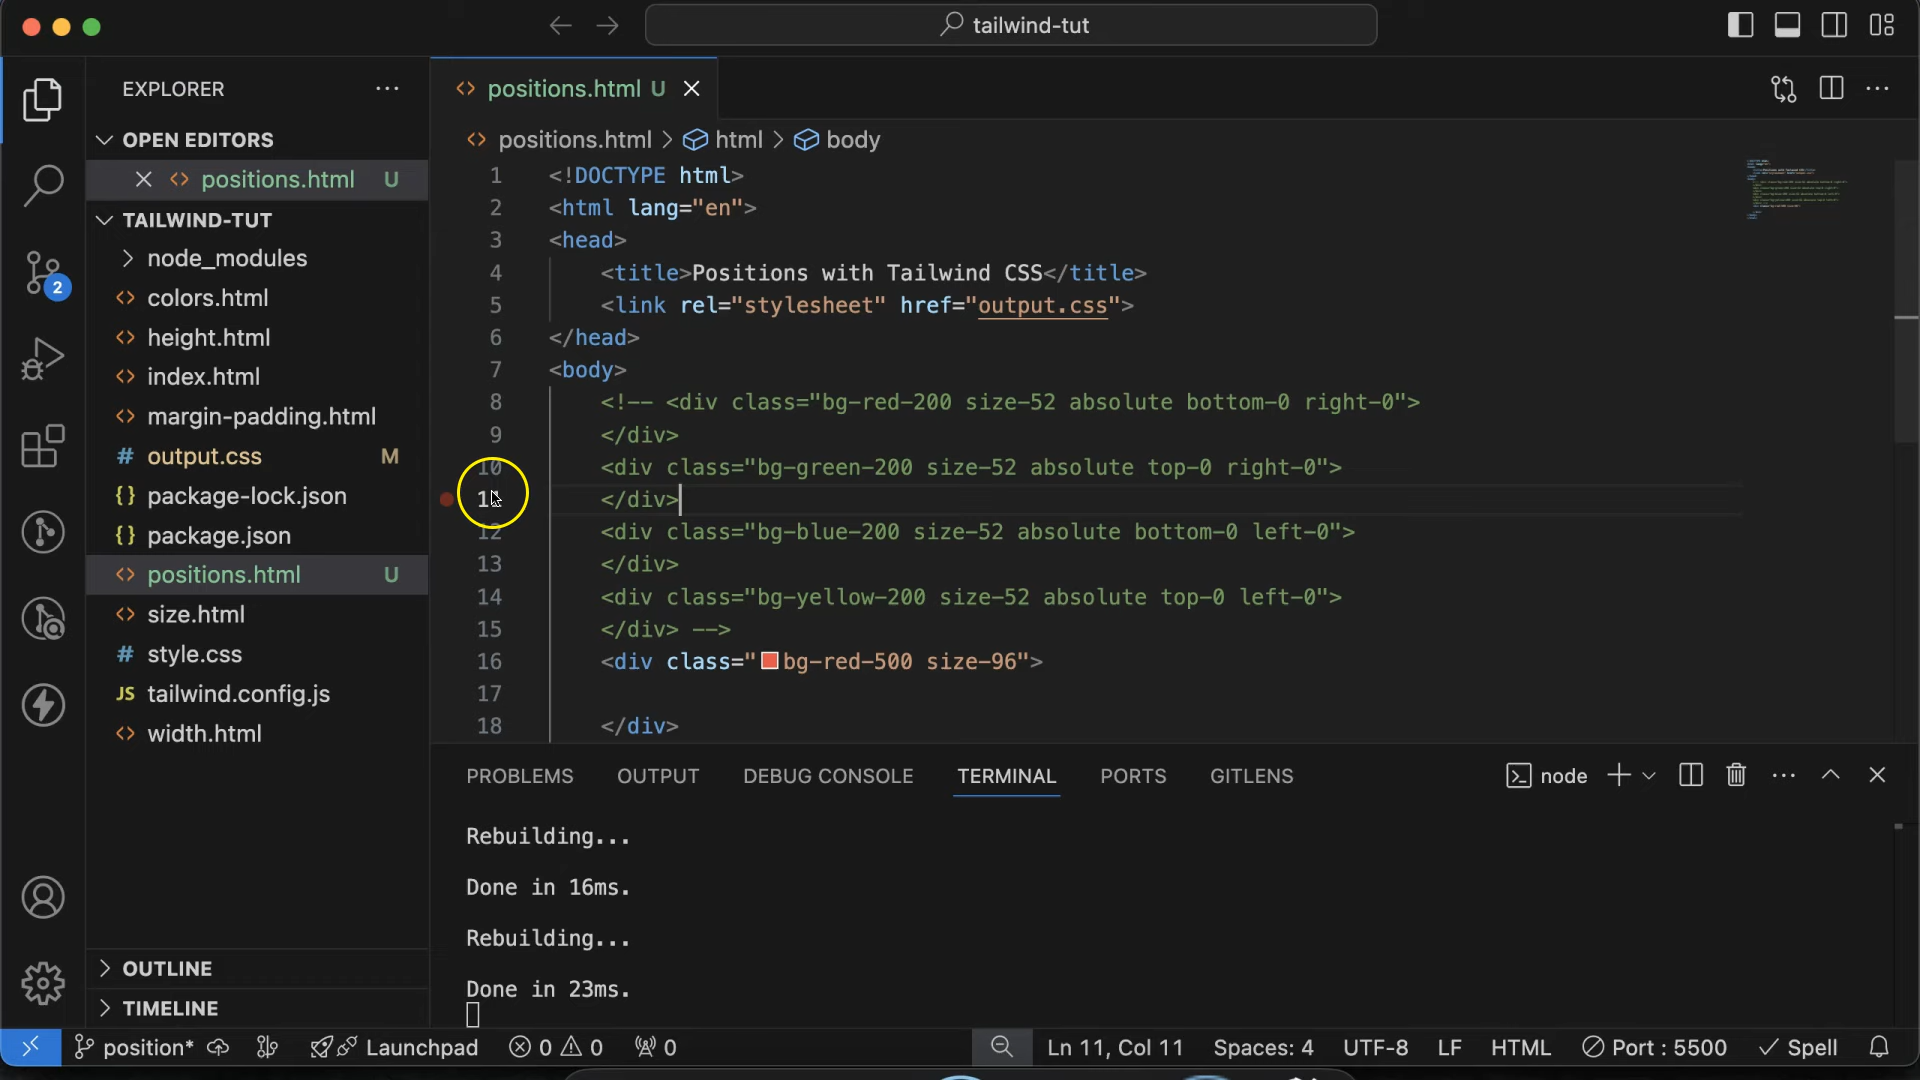 tailwind-tut
EXPLORER
OPEN EDITORS
positions.html U
TAILWIND-TUT
node_modules
colors.html
height.html
index.html
margin-padding.html
output.css M
package-lock.json
package.json
positions.html U
size.html
style.css
tailwind.config.js
width.html
OUTLINE
TIMELINE
2
positions.html U
positions.html > html > body
1 <!DOCTYPE html>
2 <html lang="en">
3 <head>
4 <title>Positions with Tailwind CSS</title>
5 <link rel="stylesheet" href="output.css">
6 </head>
7 <body>
8 <!-- <div class="bg-red-200 size-52 absolute bottom-0 right-0">
9 </div>
10 <div class="bg-green-200 size-52 absolute top-0 right-0">
11 </div>
12 <div class="bg-blue-200 size-52 absolute bottom-0 left-0">
13 </div>
14 <div class="bg-yellow-200 size-52 absolute top-0 left-0">
15 </div> -->
16 <div class="bg-red-500 size-96">
17
18 </div>
PROBLEMS OUTPUT DEBUG CONSOLE TERMINAL PORTS GITLENS node
Rebuilding...
Done in 16ms.
Rebuilding...
Done in 23ms.
position* Launchpad 0 0 0 Ln 11, Col 11 Spaces: 4 UTF-8 LF HTML Port : 5500 Spell